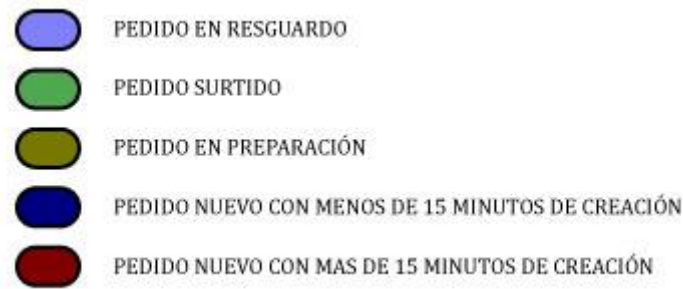 PEDIDO EN RESGUARDO
PEDIDO SURTIDO
PEDIDO EN PREPARACIÓN
PEDIDO NUEVO CON MENOS DE 15 MINUTOS DE CREACIÓN
PEDIDO NUEVO CON MAS DE 15 MINUTOS DE CREACIÓN